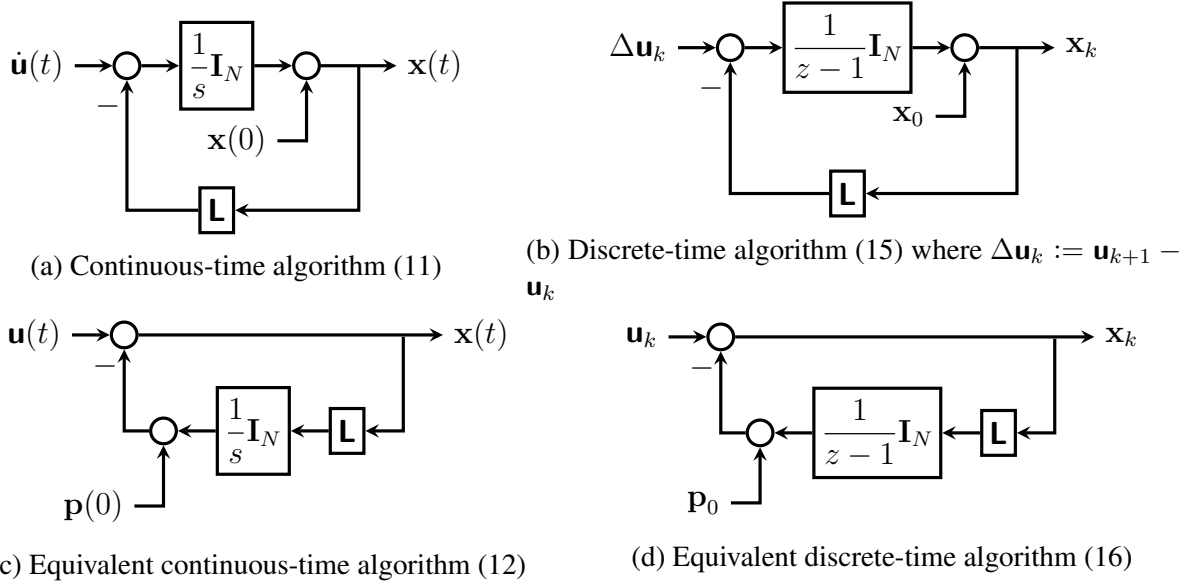 u̇(t)
1/s I_N
x(t)
−
x(0)
L
(a) Continuous-time algorithm (11)
Δu_k
1/(z − 1) I_N
x_k
−
x_0
L
(b) Discrete-time algorithm (15) where Δu_k := u_{k+1} −
u_k
u(t)
x(t)
−
1/s I_N
L
p(0)
c) Equivalent continuous-time algorithm (12)
u_k
x_k
−
1/(z − 1) I_N
L
p_0
(d) Equivalent discrete-time algorithm (16)